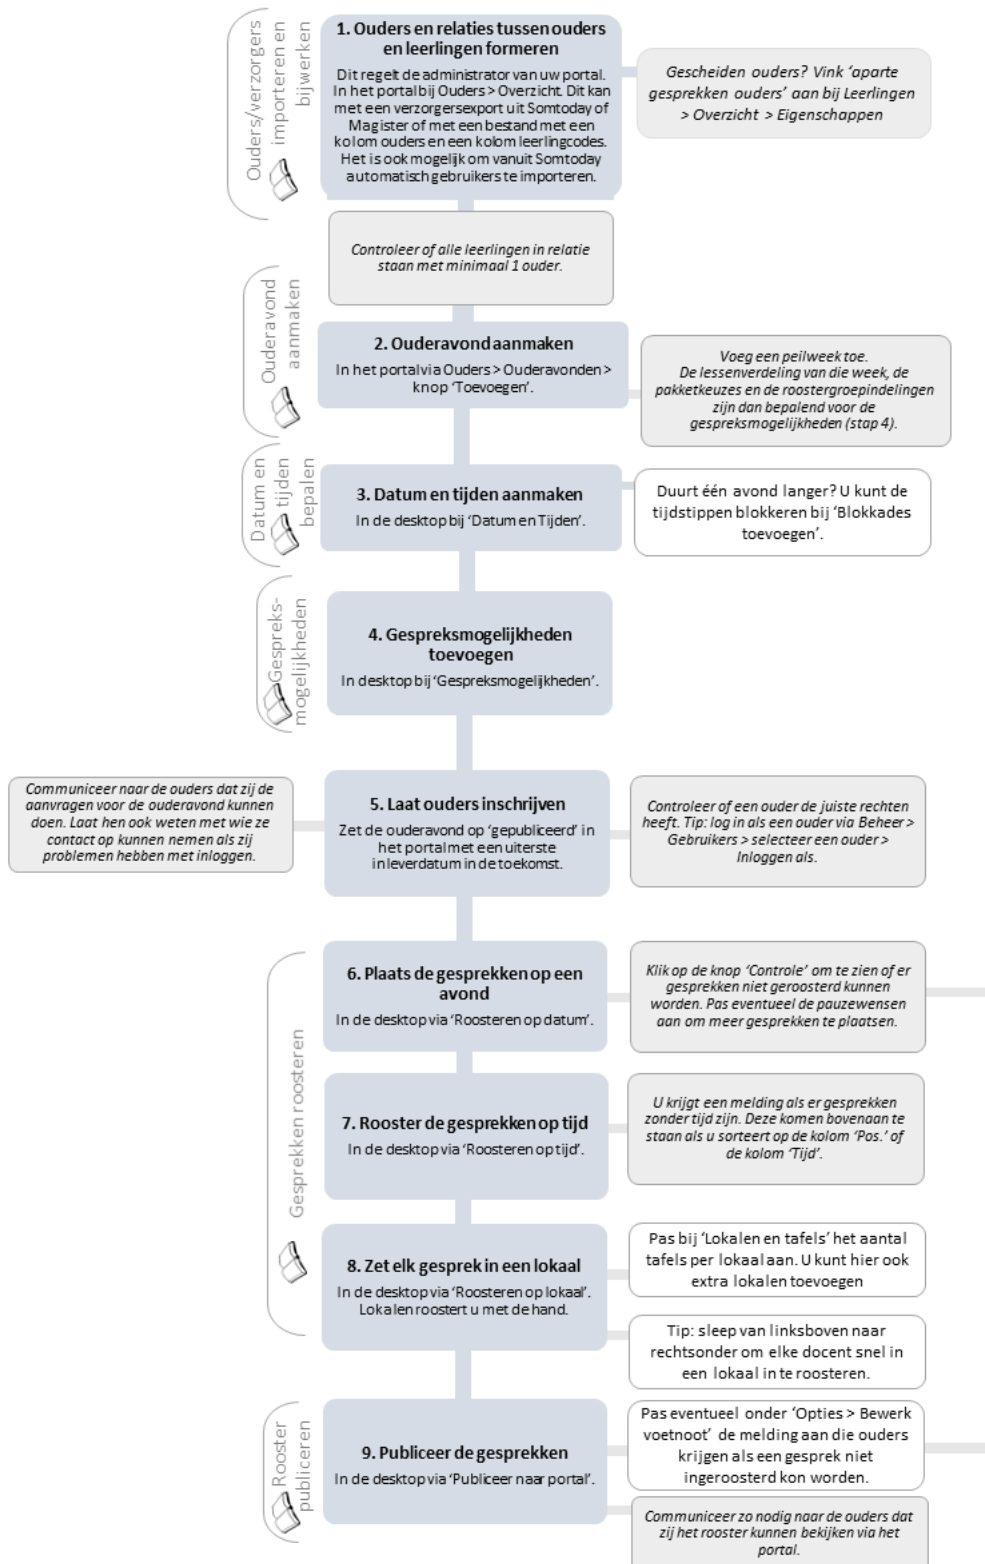 Ouders/verzorgers
importeren en
bijwerken
1. Ouders en relaties tussen ouders
en leerlingen formeren
Dit regelt de administrator van uw portal.
In het portal bij Ouders > Overzicht. Dit kan
met een verzorgersexport uit Somtoday of
Magister of met een bestand met een
kolom ouders en een kolom leerlingcodes.
Het is ook mogelijk om vanuit Somtoday
automatisch gebruikers te importeren.
Gescheiden ouders? Vink ‘aparte
gesprekken ouders’ aan bij Leerlingen
> Overzicht > Eigenschappen
Controleer of alle leerlingen in relatie
staan met minimaal 1 ouder.
Ouderavond
aanmaken
2. Ouderavond aanmaken
In het portal via Ouders > Ouderavonden >
knop ‘Toevoegen’.
Voeg een peilweek toe.
De lessenverdeling van die week, de
pakketkeuzes en de roostergroepindelingen
zijn dan bepalend voor de
gespreksmogelijkheden (stap 4).
Datum en
tijden
bepalen
3. Datum en tijden aanmaken
In de desktop bij ‘Datum en Tijden’.
Duurt één avond langer? U kunt de
tijdstippen blokkeren bij ‘Blokkades
toevoegen’.
Gespreks-
mogelijkheden
4. Gespreksmogelijkheden
toevoegen
In desktop bij ‘Gespreksmogelijkheden’.
Communiceer naar de ouders dat zij de
aanvragen voor de ouderavond kunnen
doen. Laat hen ook weten met wie ze
contact op kunnen nemen als zij
problemen hebben met inloggen.
5. Laat ouders inschrijven
Zet de ouderavond op ‘gepubliceerd’ in
het portal met een uiterste
inleverdatum in de toekomst.
Controleer of een ouder de juiste rechten
heeft. Tip: log in als een ouder via Beheer >
Gebruikers > selecteer een ouder >
Inloggen als.
Gesprekken roosteren
6. Plaats de gesprekken op een
avond
In de desktop via ‘Roosteren op datum’.
Klik op de knop ‘Controle’ om te zien of er
gesprekken niet geroosterd kunnen
worden. Pas eventueel de pauzewensen
aan om meer gesprekken te plaatsen.
7. Rooster de gesprekken op tijd
In de desktop via ‘Roosteren op tijd’.
U krijgt een melding als er gesprekken
zonder tijd zijn. Deze komen bovenaan te
staan als u sorteert op de kolom ‘Pos.’ of
de kolom ‘Tijd’.
8. Zet elk gesprek in een lokaal
In de desktop via ‘Roosteren op lokaal’.
Lokalen roostert u met de hand.
Pas bij ‘Lokalen en tafels’ het aantal
tafels per lokaal aan. U kunt hier ook
extra lokalen toevoegen
Tip: sleep van linksboven naar
rechtsonder om elke docent snel in
een lokaal in te roosteren.
Rooster
publiceren
9. Publiceer de gesprekken
In de desktop via ‘Publiceer naar portal’.
Pas eventueel onder ‘Opties > Bewerk
voetnoot’ de melding aan die ouders
krijgen als een gesprek niet
ingeroosterd kon worden.
Communiceer zo nodig naar de ouders dat
zij het rooster kunnen bekijken via het
portal.